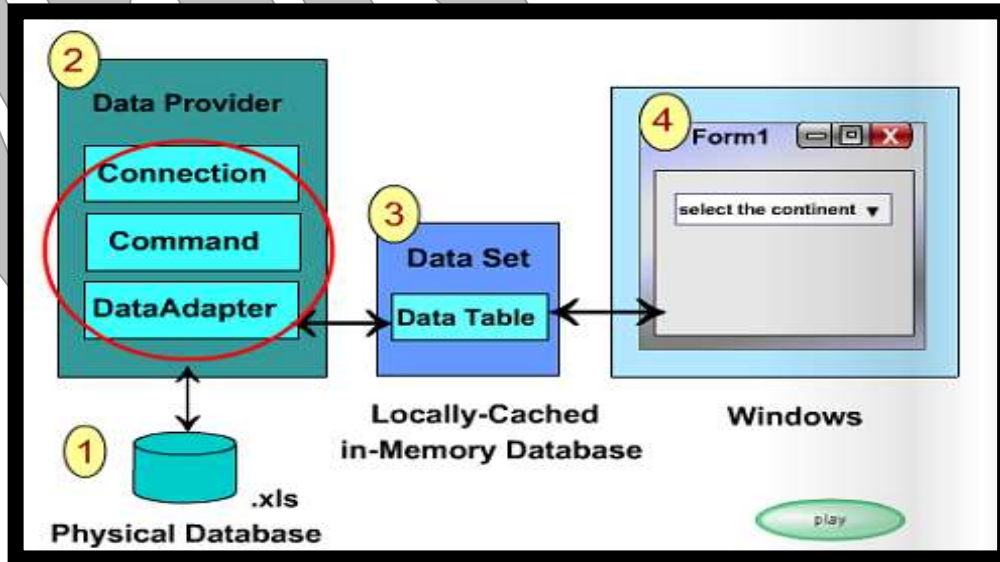 2
Data Provider
Connection
Command
DataAdapter
1
.xls
Physical Database
3
Data Set
Data Table
Locally-Cached
in-Memory Database
4
Form1
X
select the continent
Windows
play